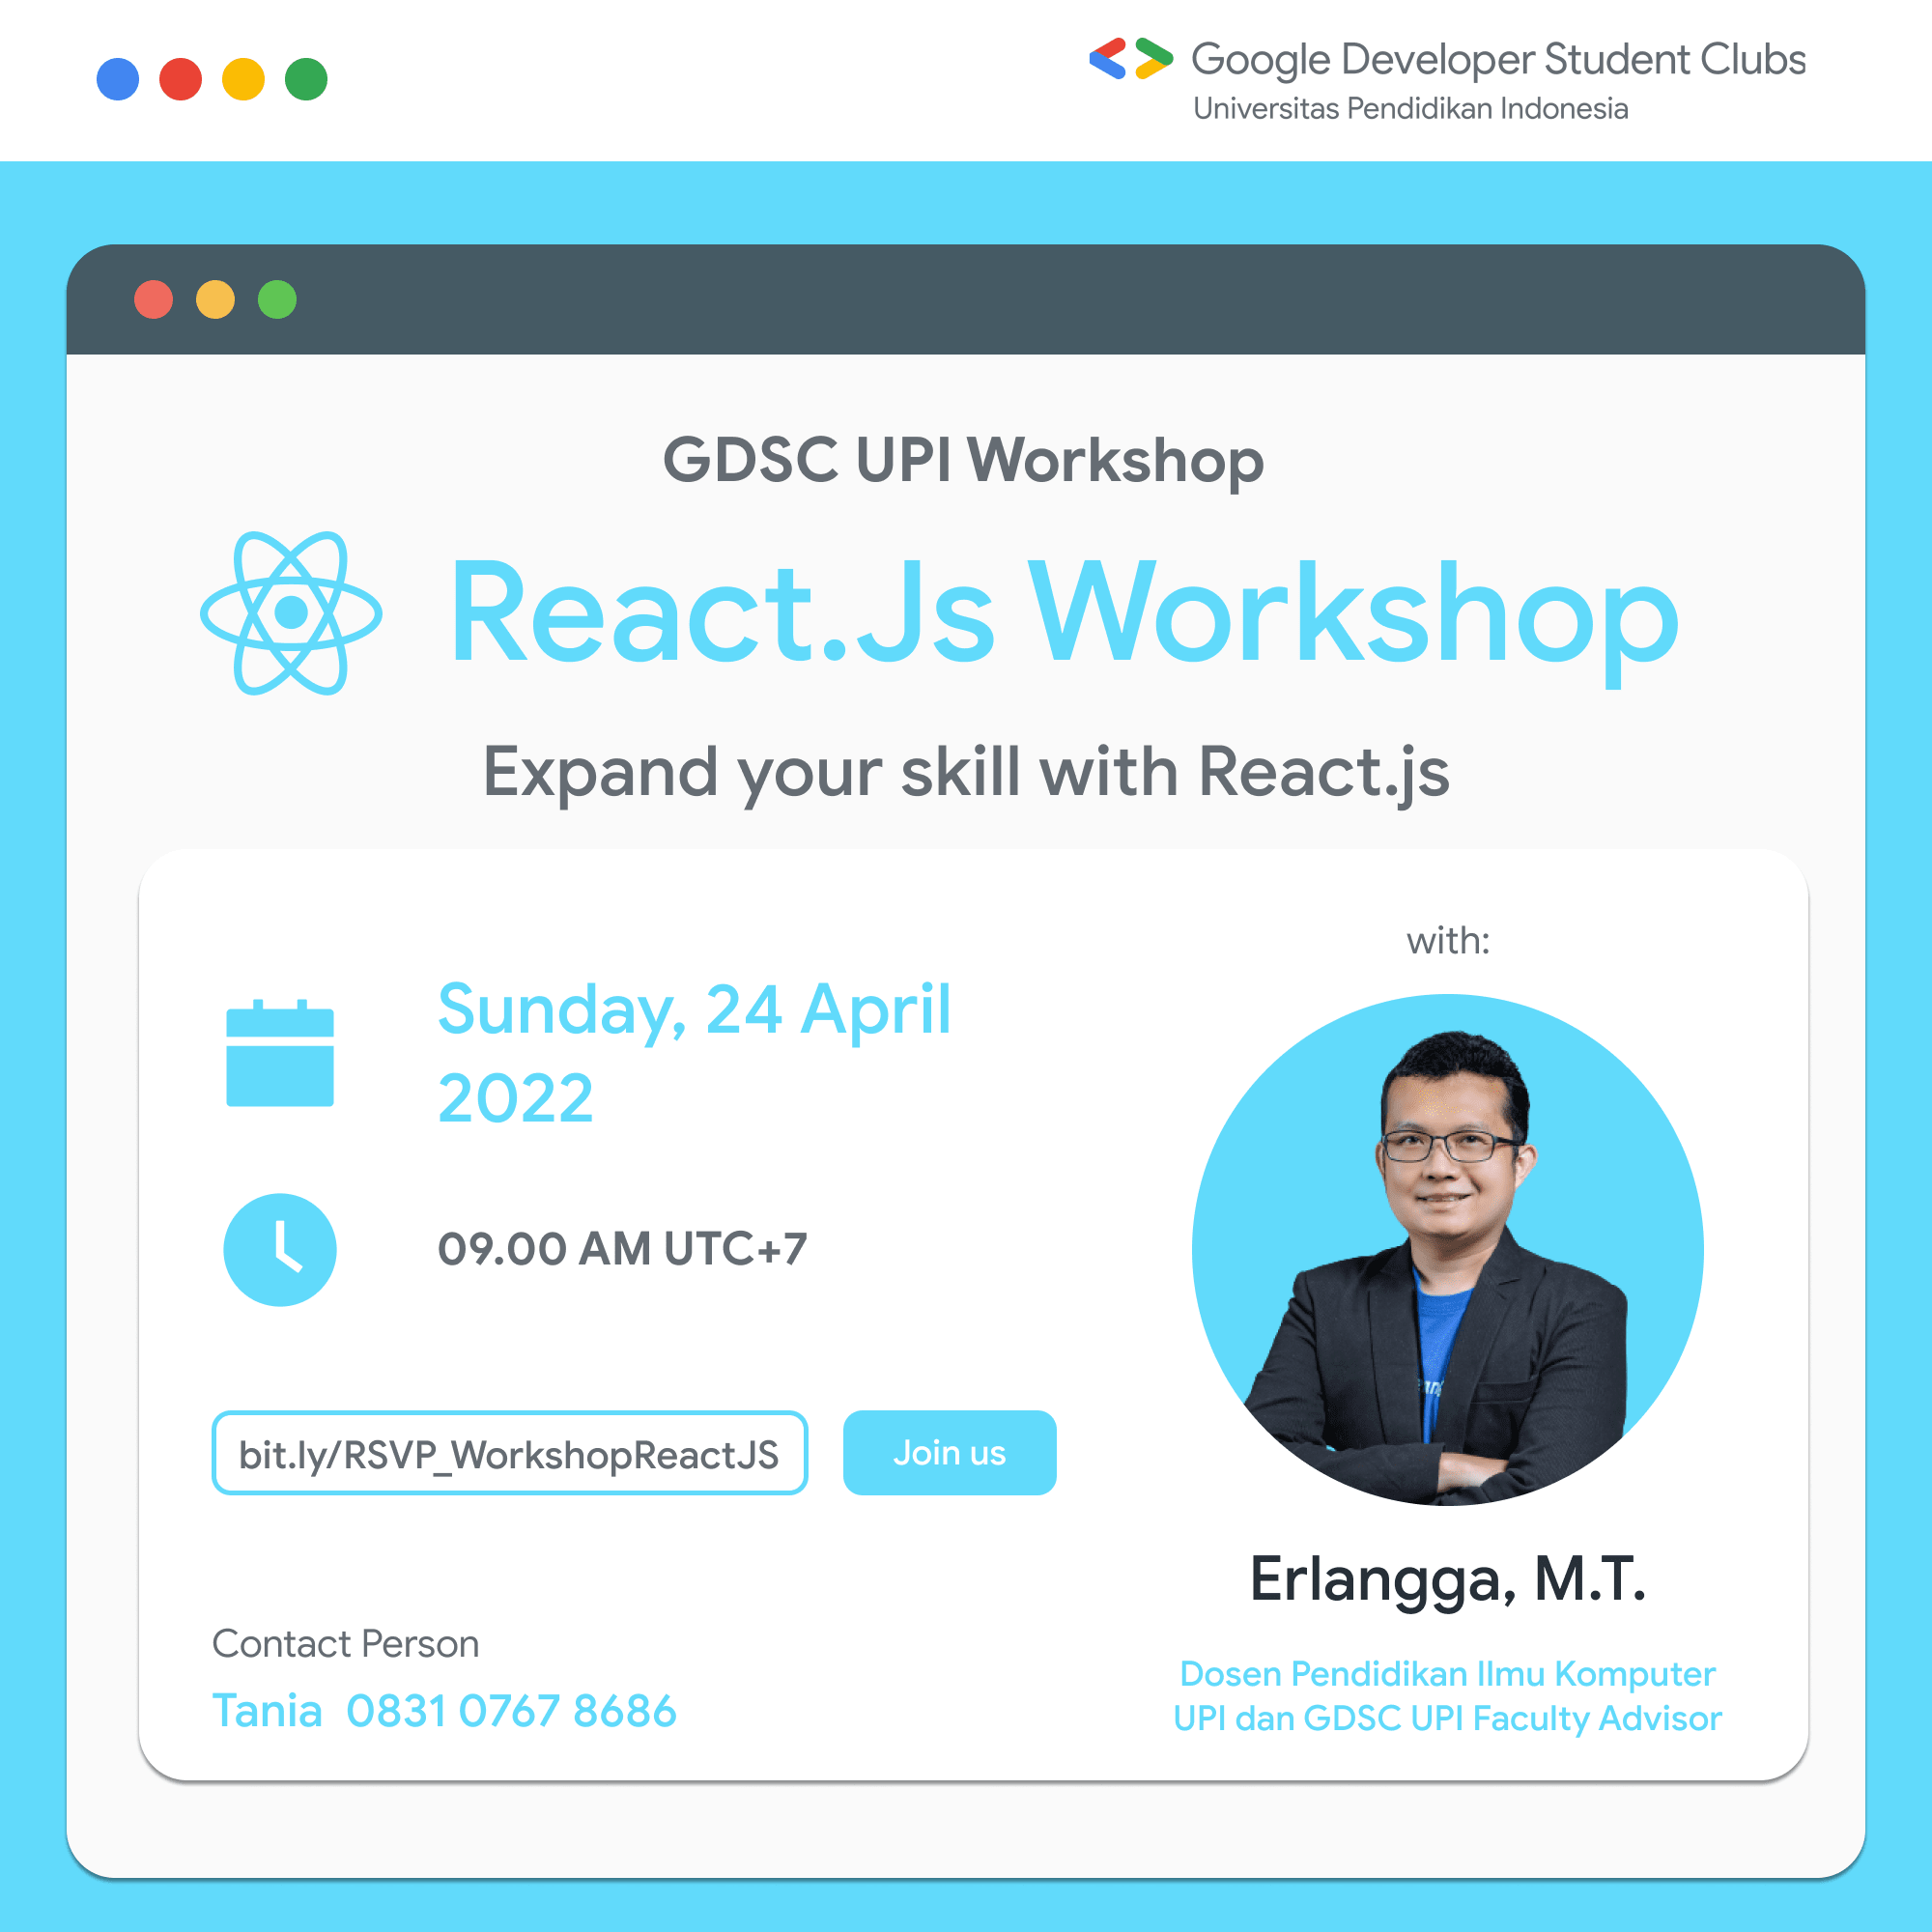 Google Developer Student Clubs
Universitas Pendidikan Indonesia
GDSC UPI Workshop
React.Js Workshop
Expand your skill with React.js
Sunday, 24 April
2022
09.00 AM UTC+7
bit.ly/RSVP_WorkshopReactJS
Join us
Contact Person
Tania 0831 0767 8686
with:
Erlangga, M.T.
Dosen Pendidikan Ilmu Komputer
UPI dan GDSC UPI Faculty Advisor